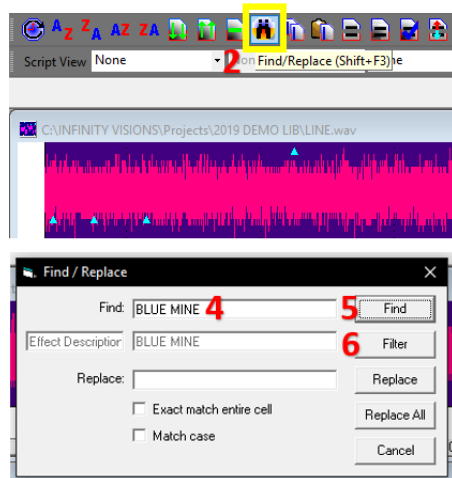 A Z Z A AZ ZA
Script View None 2 Find/Replace (Shift+F3)
C:\INFINITY VISIONS\Projects\2019 DEMO LIB\LINE.wav
Find / Replace
Find: BLUE MINE 4 5 Find
Effect Description BLUE MINE 6 Filter
Replace: Replace
Exact match entire cell Replace All
Match case
Cancel